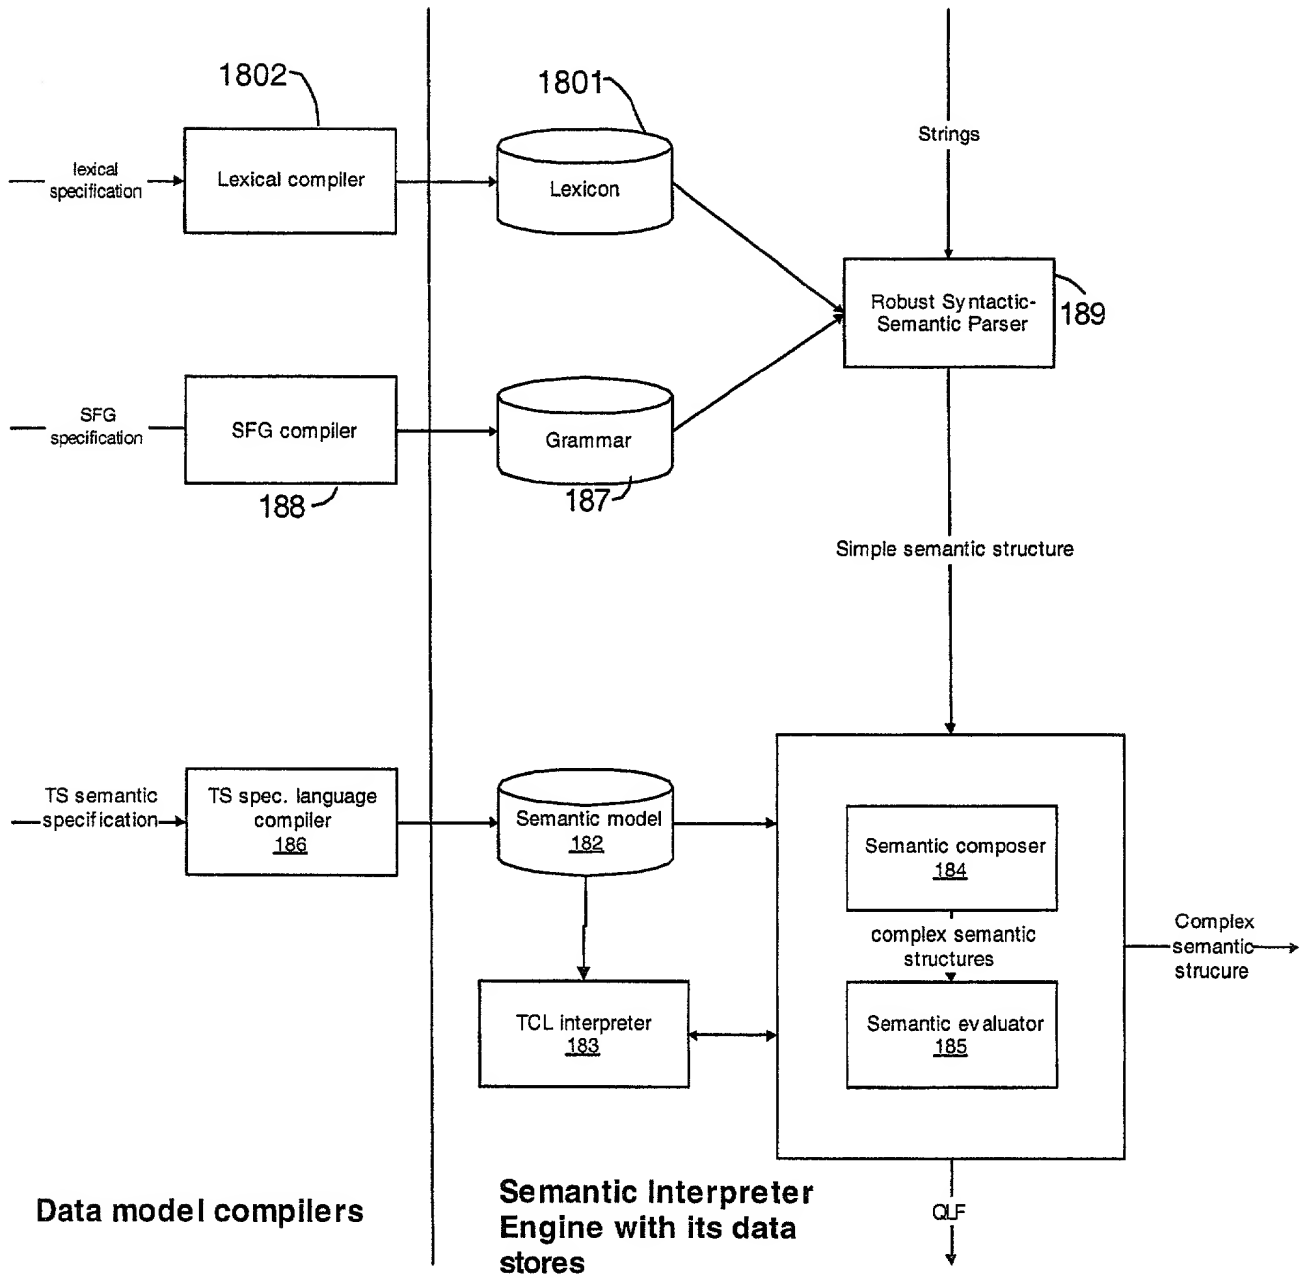 1802
1801
Strings
lexical
specification
Lexical compiler
Lexicon
Robust Syntactic-
Semantic Parser
189
SFG
specification
SFG compiler
Grammar
188
187
Simple semantic structure
TS semantic
specification
TS spec. language
compiler
186
Semantic model
182
Semantic composer
184
complex semantic
structures
Complex
semantic
strucure
TCL interpreter
183
Semantic evaluator
185
Data model compilers
Semantic Interpreter
Engine with its data
stores
QLF